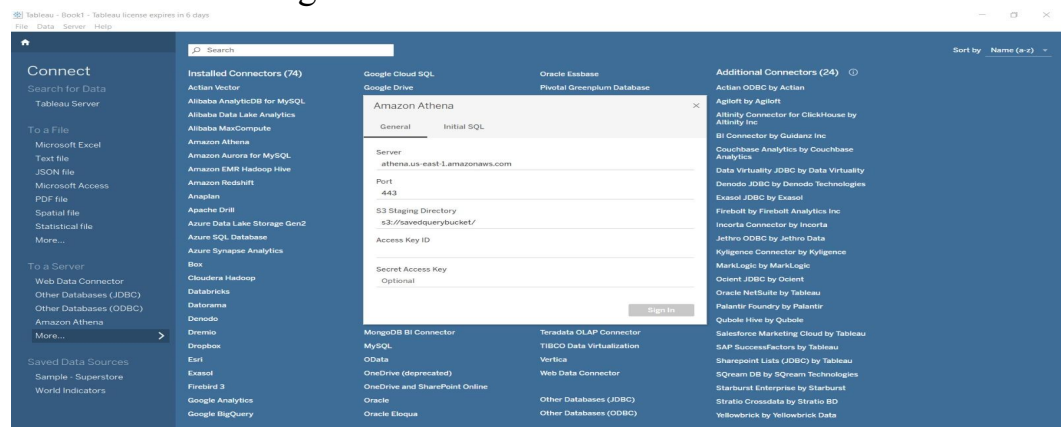 Tableau - Book1 - Tableau license expires in 6 days
File Data Server Help
Connect
Search for Data
Tableau Server
To a File
Microsoft Excel
Text file
JSON file
Microsoft Access
PDF file
Spatial file
Statistical file
More...
To a Server
Web Data Connector
Other Databases (JDBC)
Other Databases (ODBC)
Amazon Athena
More...
Saved Data Sources
Sample - Superstore
World Indicators
Search
Sort by Name (a-z)
Installed Connectors (74)
Actian Vector
Alibaba AnalyticDB for MySQL
Alibaba Data Lake Analytics
Alibaba MaxCompute
Amazon Athena
Amazon Aurora for MySQL
Amazon EMR Hadoop Hive
Amazon Redshift
Anaplan
Apache Drill
Azure Data Lake Storage Gen2
Azure SQL Database
Azure Synapse Analytics
Box
Cloudera Hadoop
Databricks
Datorama
Denodo
Dremio
Dropbox
Esri
Exasol
Firebird 3
Google Analytics
Google BigQuery
Google Cloud SQL
Google Drive
MongoDB BI Connector
MySQL
OData
OneDrive (deprecated)
OneDrive and SharePoint Online
Oracle
Oracle Eloqua
Oracle Essbase
Pivotal Greenplum Database
Teradata OLAP Connector
TIBCO Data Virtualization
Vertica
Web Data Connector
Other Databases (JDBC)
Other Databases (ODBC)
Amazon Athena
General Initial SQL
Server
athena.us-east-1.amazonaws.com
Port
443
S3 Staging Directory
s3://savedquerybucket/
Access Key ID
Secret Access Key
Optional
Sign In
Additional Connectors (24)
Actian ODBC by Actian
Agiloft by Agiloft
Altinity Connector for ClickHouse by
Altinity Inc
BI Connector by Guidanz Inc
Couchbase Analytics by Couchbase
Analytics
Data Virtuality JDBC by Data Virtuality
Denodo JDBC by Denodo Technologies
Exasol JDBC by Exasol
Firebolt by Firebolt Analytics Inc
Incorta Connector by Incorta
Jethro ODBC by Jethro Data
Kyligence Connector by Kyligence
MarkLogic by MarkLogic
Ocient JDBC by Ocient
Oracle NetSuite by Tableau
Palantir Foundry by Palantir
Qubole Hive by Qubole
Salesforce Marketing Cloud by Tableau
SAP SuccessFactors by Tableau
Sharepoint Lists (JDBC) by Tableau
SQream DB by SQream Technologies
Starburst Enterprise by Starburst
Stratio Crossdata by Stratio BD
Yellowbrick by Yellowbrick Data